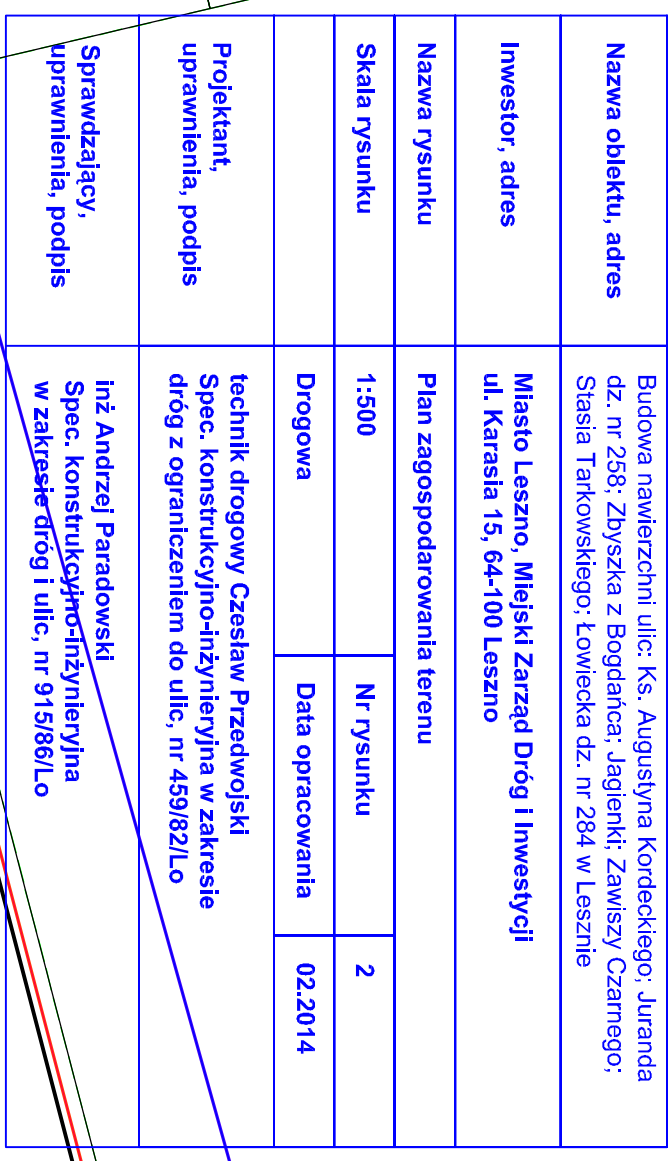 Nazwa oblektu, adres
Budowa nawierzchni ulic: Ks. Augustyna Kordeckiego; Juranda
dz. nr 258; Zbyszka z Bogdańca; Jagienki; Zawiszy Czarnego;
Stasia Tarkowskiego; Łowiecka dz. nr 284 w Lesznie
Inwestor, adres
Miasto Leszno, Miejski Zarząd Dróg i Inwestycji
ul. Karasia 15, 64-100 Leszno
Nazwa rysunku
Plan zagospodarowania terenu
Skala rysunku
1:500
Nr rysunku
2
Drogowa
Data opracowania
02.2014
Projektant,
uprawnienia, podpis
technik drogowy Czesław Przedwojski
Spec. konstrukcyjno-inżynieryjna w zakresie
dróg z ograniczeniem do ulic, nr 459/82/Lo
Sprawdzający,
uprawnienia, podpis
inż Andrzej Paradowski
Spec. konstrukcyjno-inżynieryjna
w zakresie dróg i ulic, nr 915/86/Lo